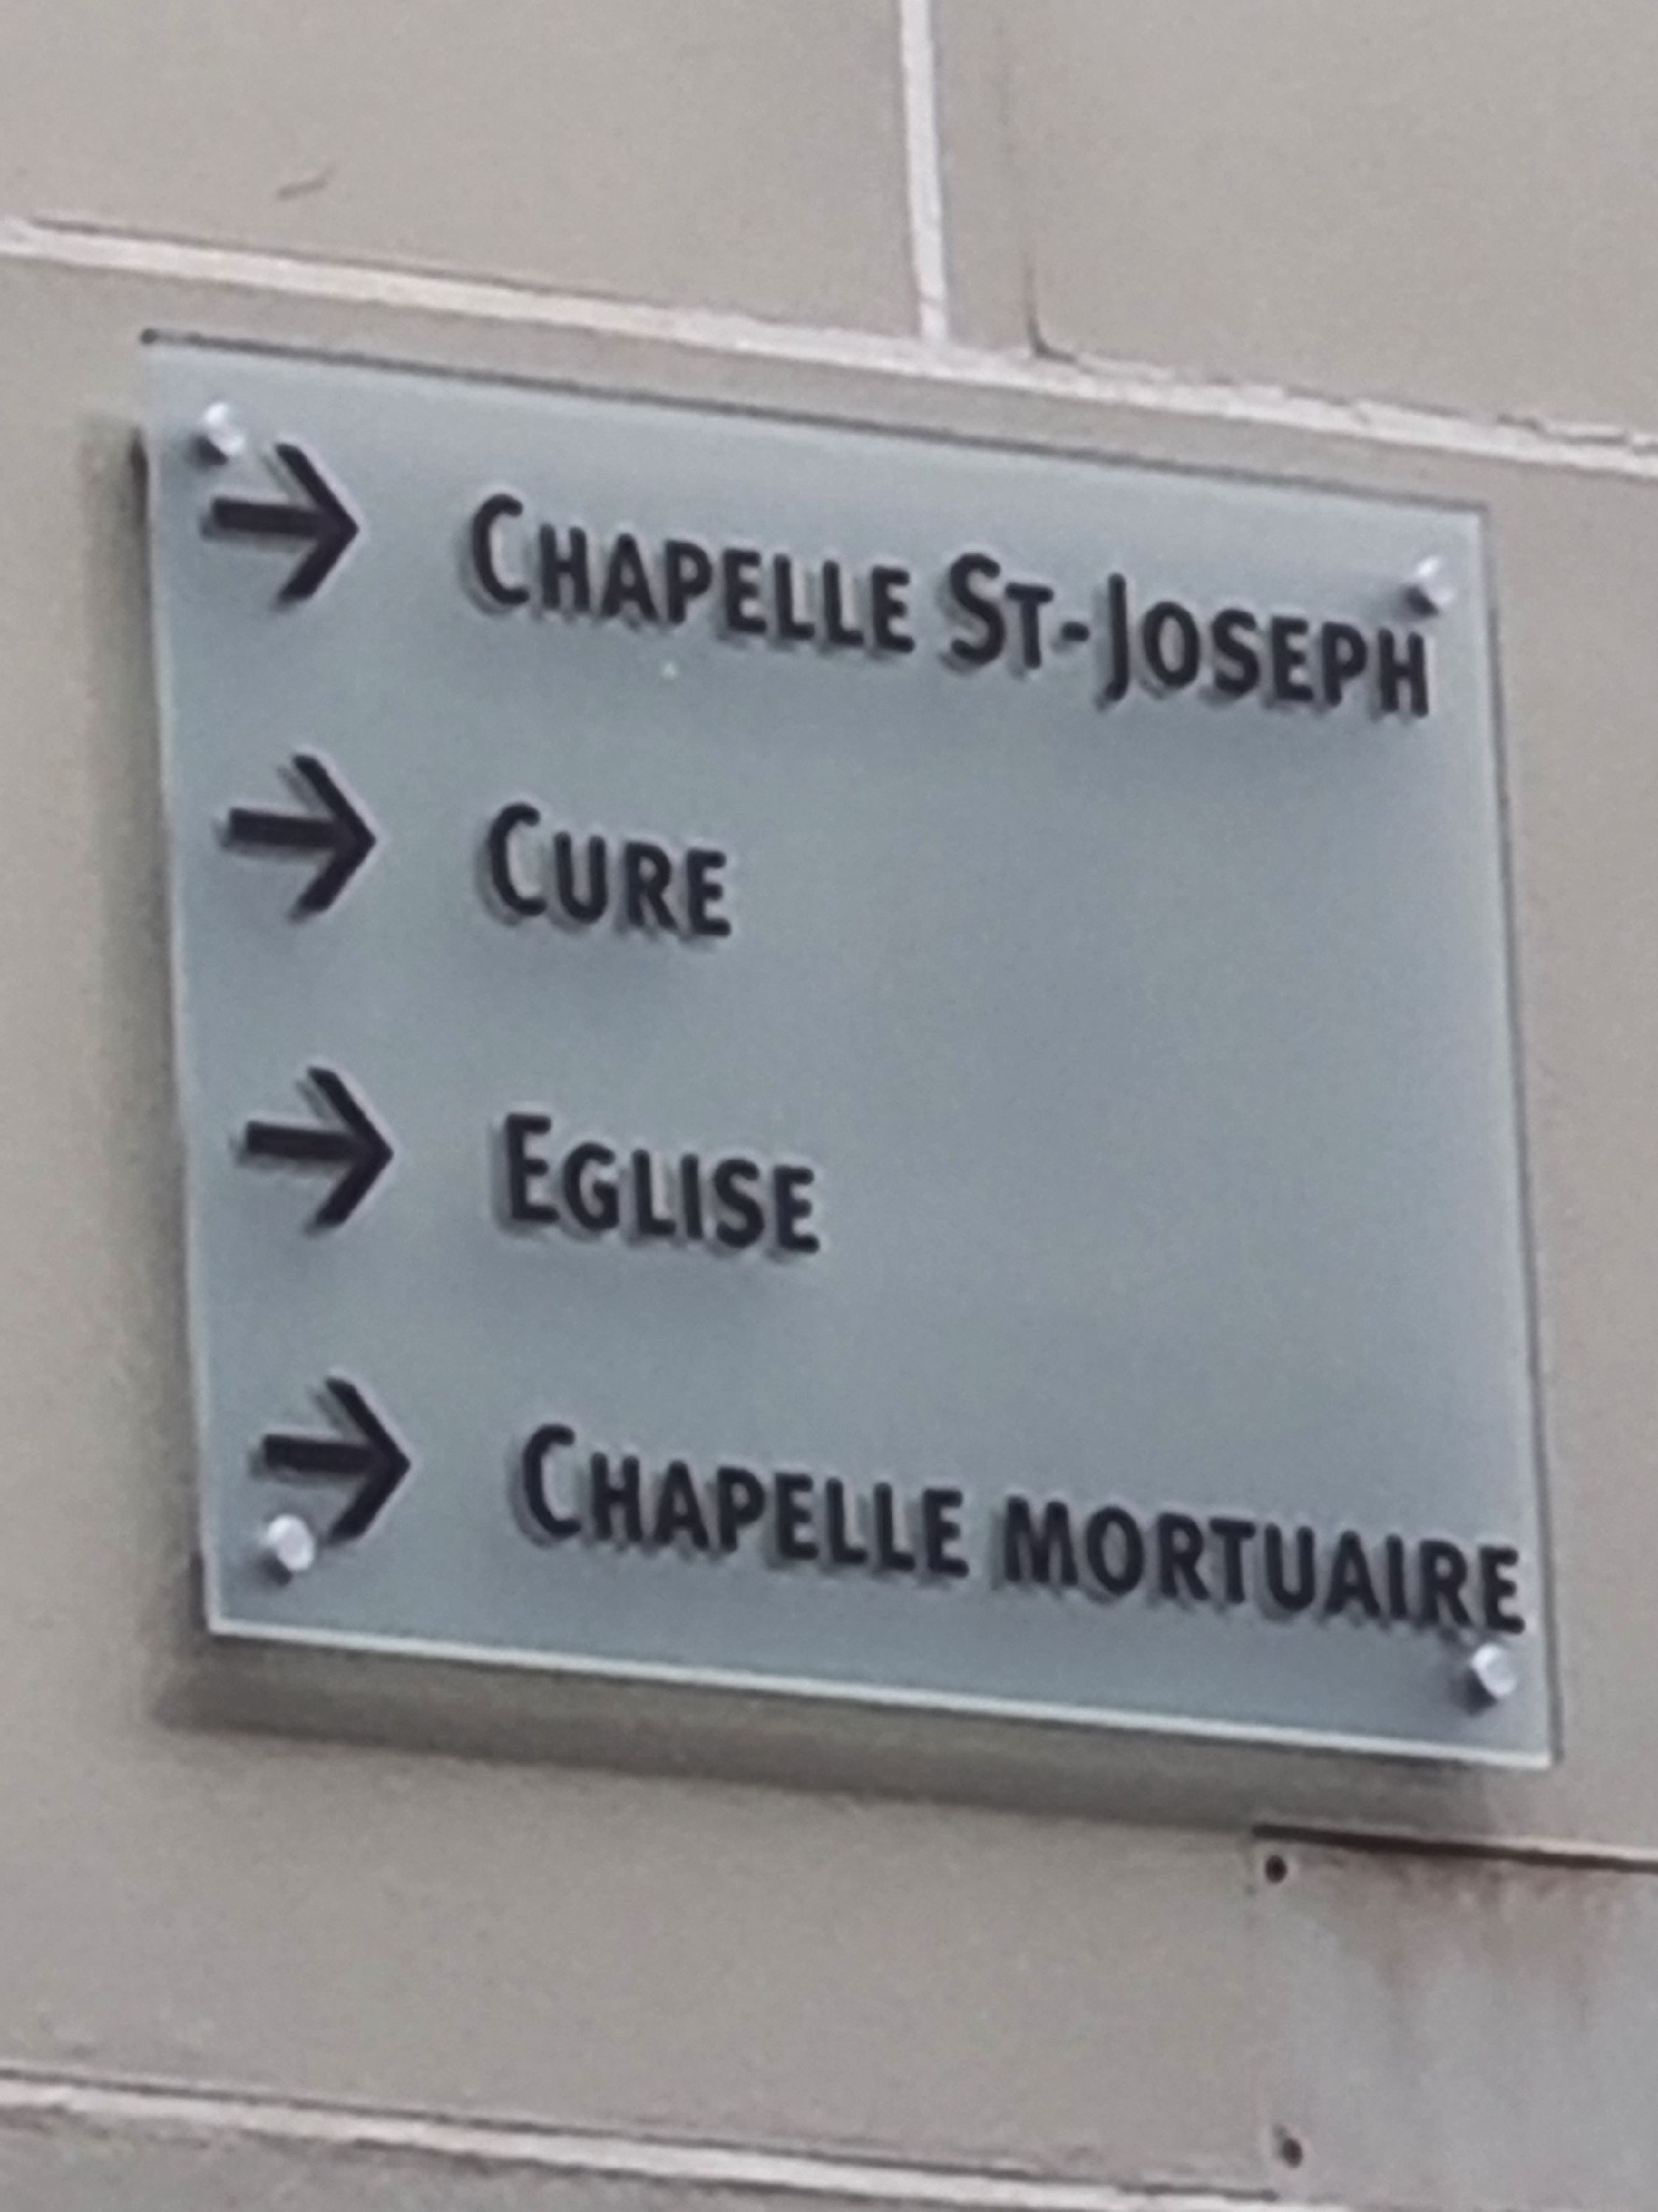 → Chapelle St-Joseph
→ Cure
→ Eglise
→ Chapelle mortuaire